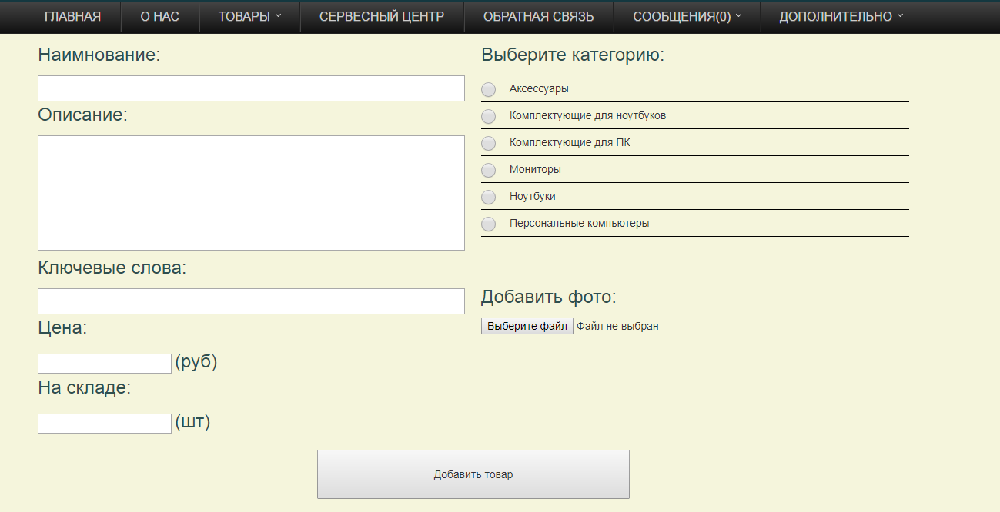 ГЛАВНАЯ О НАС ТОВАРЫ СЕРВЕСНЫЙ ЦЕНТР ОБРАТНАЯ СВЯЗЬ СООБЩЕНИЯ(0) ДОПОЛНИТЕЛЬНО
Наимнование:
Описание:
Ключевые слова:
Цена:
(руб)
На складе:
(шт)
Выберите категорию:
Аксессуары
Комплектующие для ноутбуков
Комплектующие для ПК
Мониторы
Ноутбуки
Персональные компьютеры
Добавить фото:
Выберите файл Файл не выбран
Добавить товар